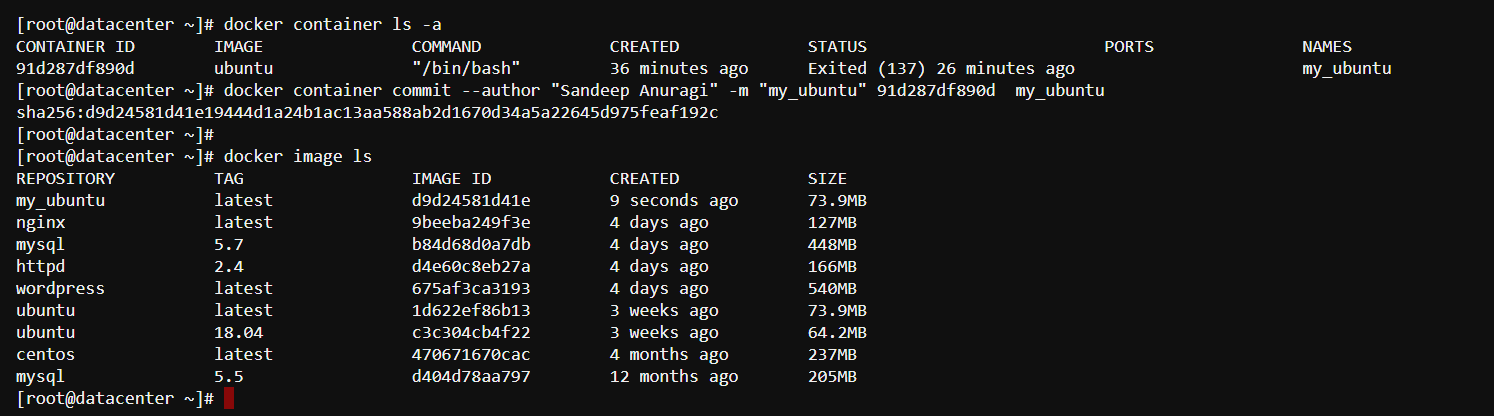 [root@datacenter ~]# docker container ls -a
CONTAINER ID        IMAGE               COMMAND             CREATED             STATUS                        PORTS               NAMES
91d287df890d        ubuntu              "/bin/bash"         36 minutes ago      Exited (137) 26 minutes ago                       my_ubuntu
[root@datacenter ~]# docker container commit --author "Sandeep Anuragi" -m "my_ubuntu" 91d287df890d  my_ubuntu
sha256:d9d24581d41e19444d1a24b1ac13aa588ab2d1670d34a5a22645d975feaf192c
[root@datacenter ~]#
[root@datacenter ~]# docker image ls
REPOSITORY          TAG                 IMAGE ID            CREATED             SIZE
my_ubuntu           latest              d9d24581d41e        9 seconds ago       73.9MB
nginx               latest              9beeba249f3e        4 days ago          127MB
mysql               5.7                 b84d68d0a7db        4 days ago          448MB
httpd               2.4                 d4e60c8eb27a        4 days ago          166MB
wordpress           latest              675af3ca3193        4 days ago          540MB
ubuntu              latest              1d622ef86b13        3 weeks ago         73.9MB
ubuntu              18.04               c3c304cb4f22        3 weeks ago         64.2MB
centos              latest              470671670cac        4 months ago        237MB
mysql               5.5                 d404d78aa797        12 months ago       205MB
[root@datacenter ~]#